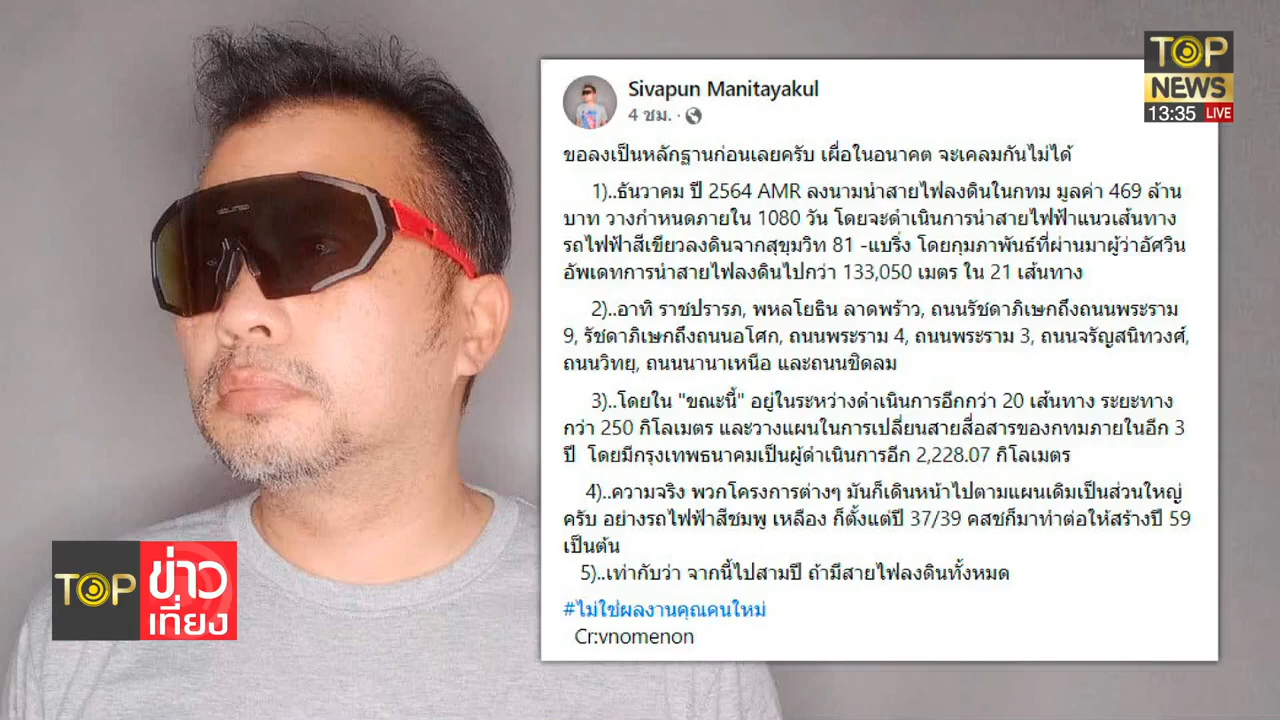 TOP
NEWS
13:35 LIVE
Sivapun Manitayakul
4 ชม. ·
ขอลงเป็นหลักฐานก่อนเลยครับ เผื่อในอนาคต จะเคลมกันไม่ได้
1)..ธันวาคม ปี 2564 AMR ลงนามนำสายไฟลงดินในกทม มูลค่า 469 ล้าน
บาท วางกำหนดภายใน 1080 วัน โดยจะดำเนินการนำสายไฟฟ้าแนวเส้นทาง
รถไฟฟ้าสีเขียวลงดินจากสุขุมวิท 81 -แบริ่ง โดยกุมภาพันธ์ที่ผ่านมาผู้ว่าอัศวิน
อัพเดทการนำสายไฟลงดินไปกว่า 133,050 เมตร ใน 21 เส้นทาง
2)..อาทิ ราชปรารภ, พหลโยธิน ลาดพร้าว, ถนนรัชดาภิเษกถึงถนนพระราม
9, รัชดาภิเษกถึงถนนอโศก, ถนนพระราม 4, ถนนพระราม 3, ถนนจรัญสนิทวงศ์,
ถนนวิทยุ, ถนนนานาเหนือ และถนนชิดลม
3)..โดยใน "ขณะนี้" อยู่ในระหว่างดำเนินการอีกกว่า 20 เส้นทาง ระยะทาง
กว่า 250 กิโลเมตร และวางแผนในการเปลี่ยนสายสื่อสารของกทมภายในอีก 3
ปี โดยมีกรุงเทพธนาคมเป็นผู้ดำเนินการอีก 2,228.07 กิโลเมตร
4)..ความจริง พวกโครงการต่างๆ มันก็เดินหน้าไปตามแผนเดิมเป็นส่วนใหญ่
ครับ อย่างรถไฟฟ้าสีชมพู เหลือง ก็ตั้งแต่ปี 37/39 คสชก็มาทำต่อให้สร้างปี 59
เป็นต้น
5)..เท่ากับว่า จากนี้ไปสามปี ถ้ามีสายไฟลงดินทั้งหมด
#ไม่ใช่ผลงานคุณคนใหม่
Cr:vnomenon
TOP ข่าว
เที่ยง